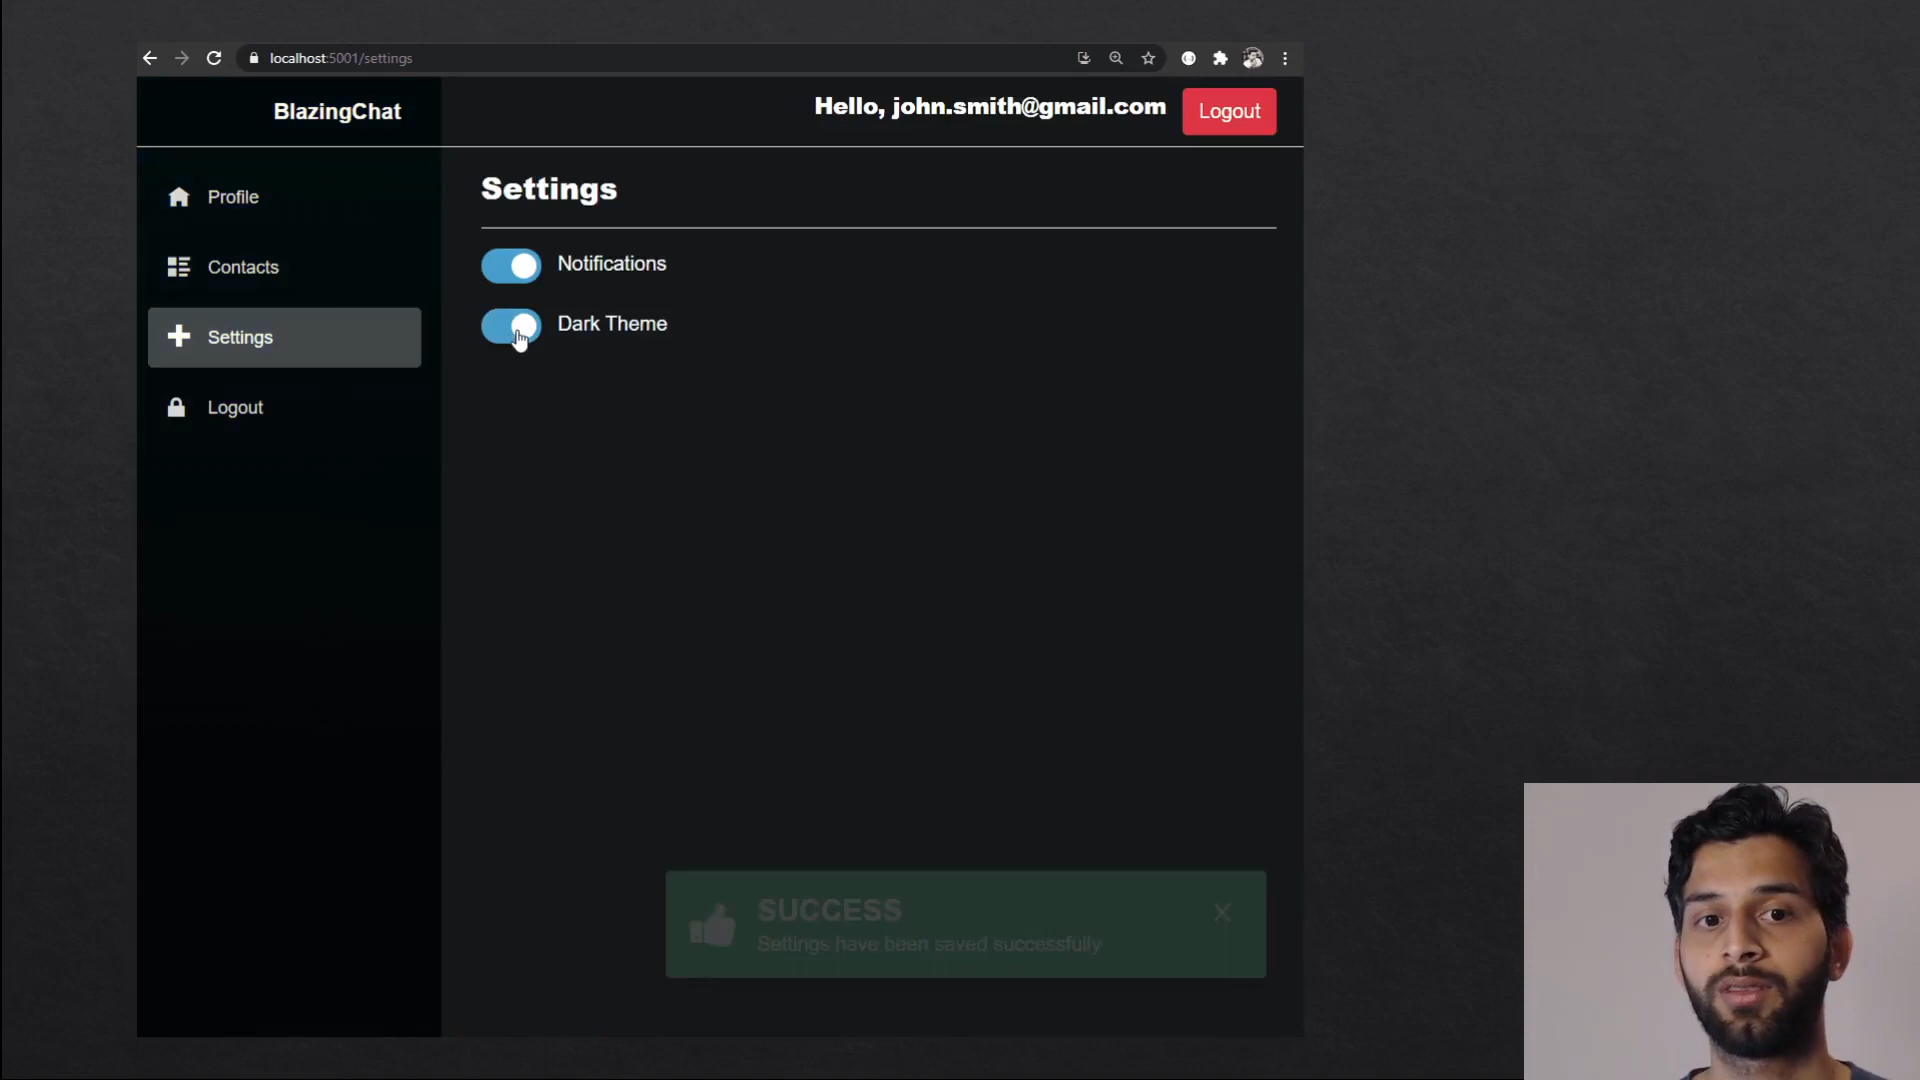 localhost:5001/settings
BlazingChat
Hello, john.smith@gmail.com
Logout
Profile
Contacts
Settings
Logout
Settings
Notifications
Dark Theme
SUCCESS
Settings have been saved successfully